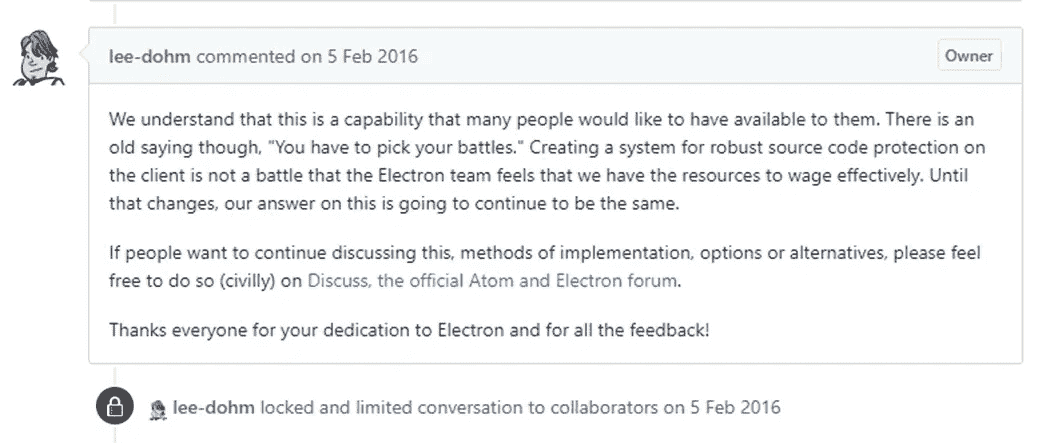 lee-dohm commented on 5 Feb 2016
Owner
We understand that this is a capability that many people would like to have available to them. There is an
old saying though, "You have to pick your battles." Creating a system for robust source code protection on
the client is not a battle that the Electron team feels that we have the resources to wage effectively. Until
that changes, our answer on this is going to continue to be the same.
If people want to continue discussing this, methods of implementation, options or alternatives, please feel
free to do so (civilly) on Discuss, the official Atom and Electron forum.
Thanks everyone for your dedication to Electron and for all the feedback!
lee-dohm locked and limited conversation to collaborators on 5 Feb 2016